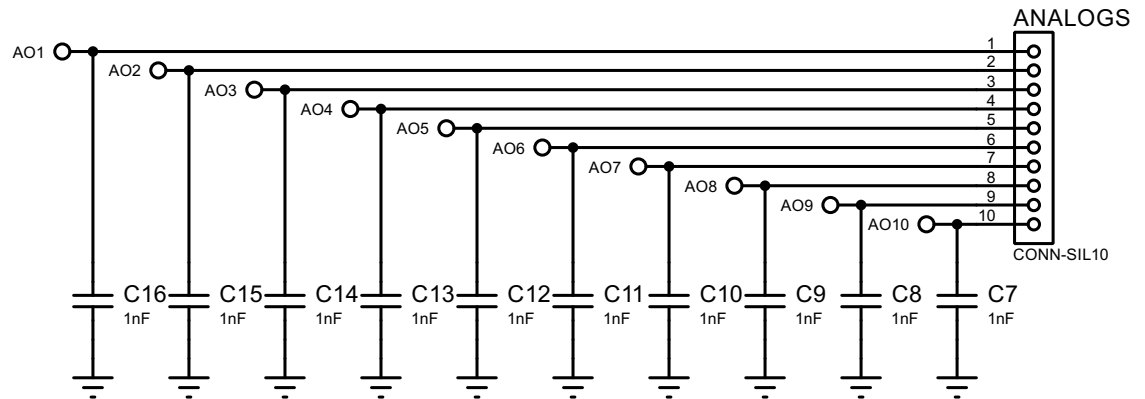 ANALOGS
AO1
1
AO2
2
AO3
3
AO4
4
AO5
5
AO6
6
AO7
7
AO8
8
AO9
9
AO10
10
CONN-SIL10
C16 C15 C14 C13 C12 C11 C10 C9 C8 C7
1nF 1nF 1nF 1nF 1nF 1nF 1nF 1nF 1nF 1nF